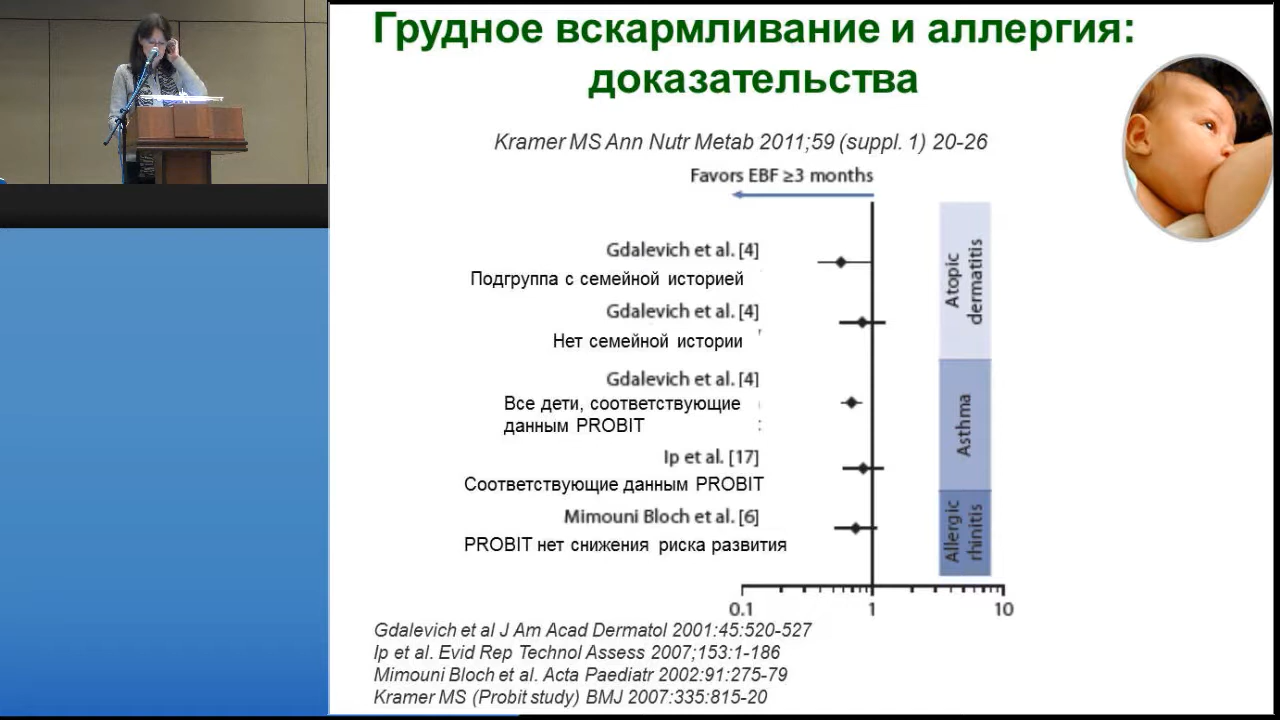 Грудное вскармливание и аллергия:
доказательства
Kramer MS Ann Nutr Metab 2011;59 (suppl. 1) 20-26
Favors EBF ≥3 months
Gdalevich et al. [4]
Подгруппа с семейной историей
Gdalevich et al. [4]
Нет семейной истории
Atopic
dermatitis
Gdalevich et al. [4]
Все дети, соответствующие
данным PROBIT
Ip et al. [17]
Соответствующие данным PROBIT
Asthma
Mimouni Bloch et al. [6]
PROBIT нет снижения риска развития
Allergic
rhinitis
0.1 1 10
Gdalevich et al J Am Acad Dermatol 2001:45:520-527
Ip et al. Evid Rep Technol Assess 2007;153:1-186
Mimouni Bloch et al. Acta Paediatr 2002:91:275-79
Kramer MS (Probit study) BMJ 2007:335:815-20